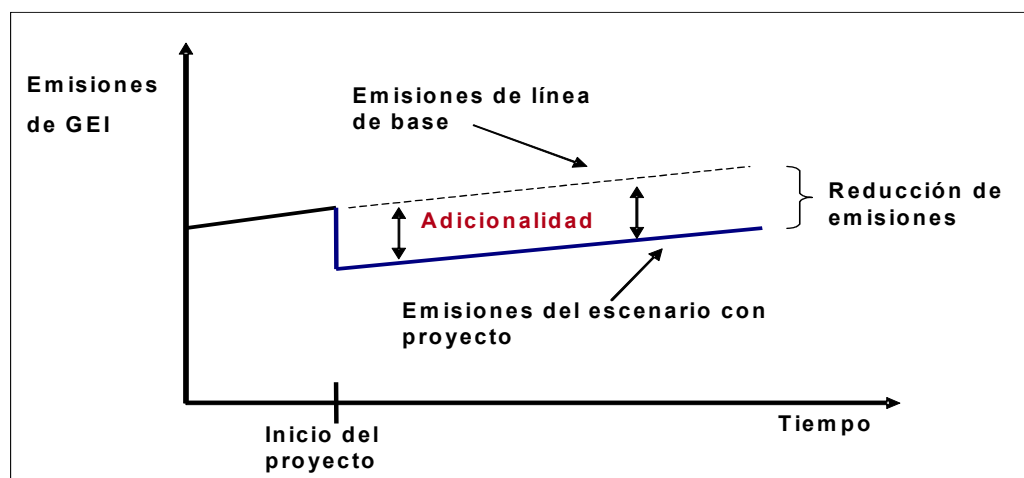 Emisiones
de GEI
Emisiones de línea
de base
Adicionalidad
Reducción de
emisiones
Emisiones del escenario con
proyecto
Tiempo
Inicio del
proyecto